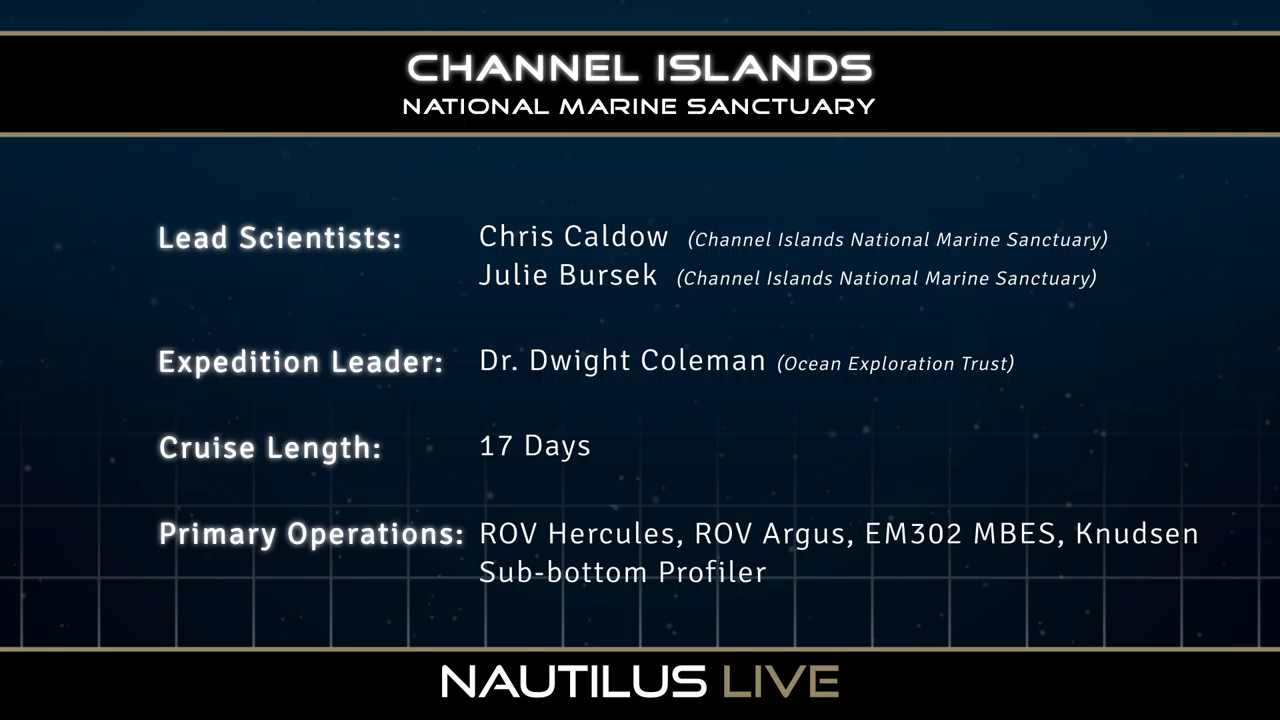 CHANNEL ISLANDS
NATIONAL MARINE SANCTUARY
Lead Scientists: Chris Caldow (Channel Islands National Marine Sanctuary)
Julie Bursek (Channel Islands National Marine Sanctuary)
Expedition Leader: Dr. Dwight Coleman (Ocean Exploration Trust)
Cruise Length: 17 Days
Primary Operations: ROV Hercules, ROV Argus, EM302 MBES, Knudsen
Sub-bottom Profiler
NAUTILUS LIVE